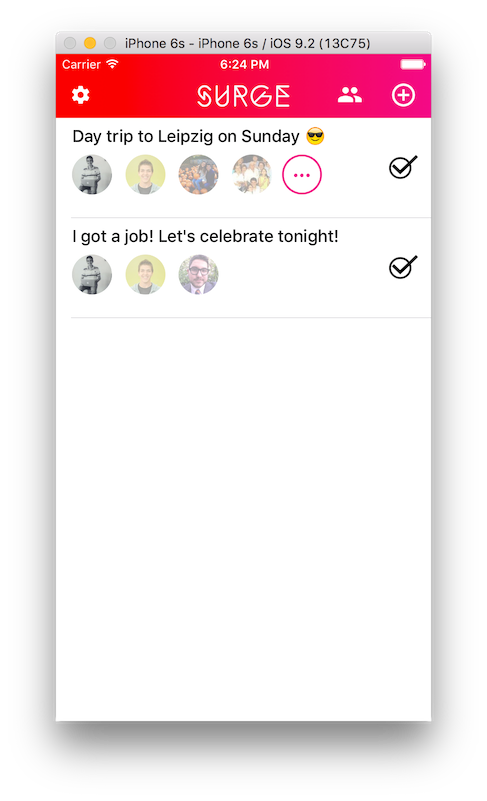 iPhone 6s - iPhone 6s / iOS 9.2 (13C75)
Carrier 6:24 PM
SURGE
Day trip to Leipzig on Sunday 😎
I got a job! Let's celebrate tonight!